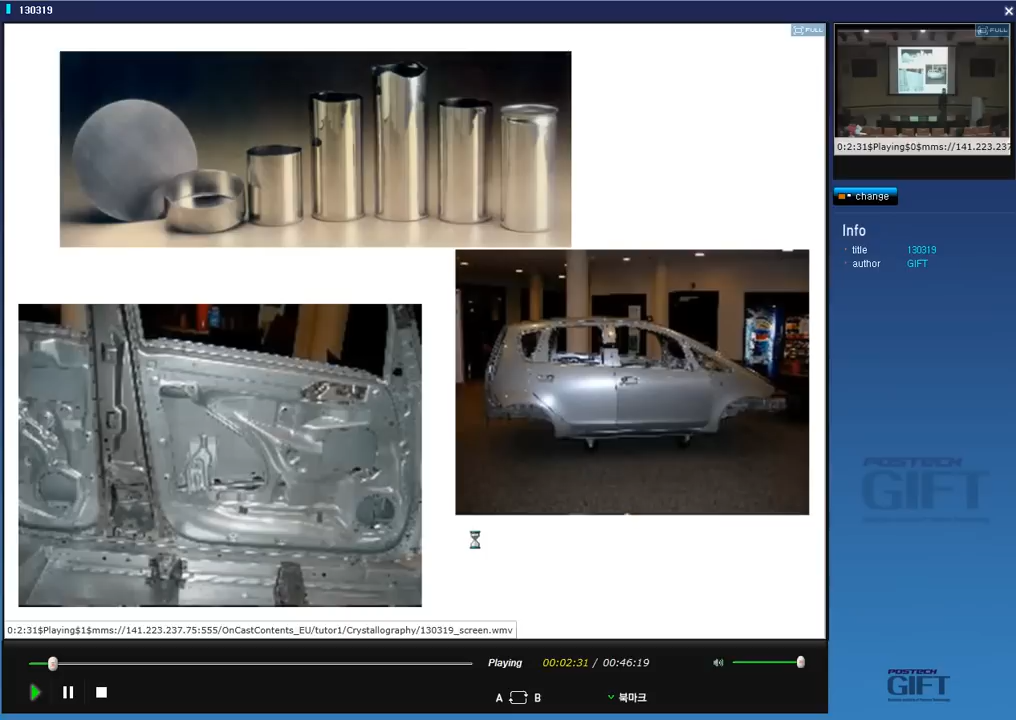 130319
FULL
FULL
0:2:31$Playing$0$mms://141.223.237
change
Info
title 130319
author GIFT
POSTECH
GIFT
0:2:31$Playing$1$mms://141.223.237.75:555/OnCastContents_EU/tutor1/Crystallography/130319_screen.wmv
Playing 00:02:31 / 00:46:19
A B 북마크
POSTECH
GIFT